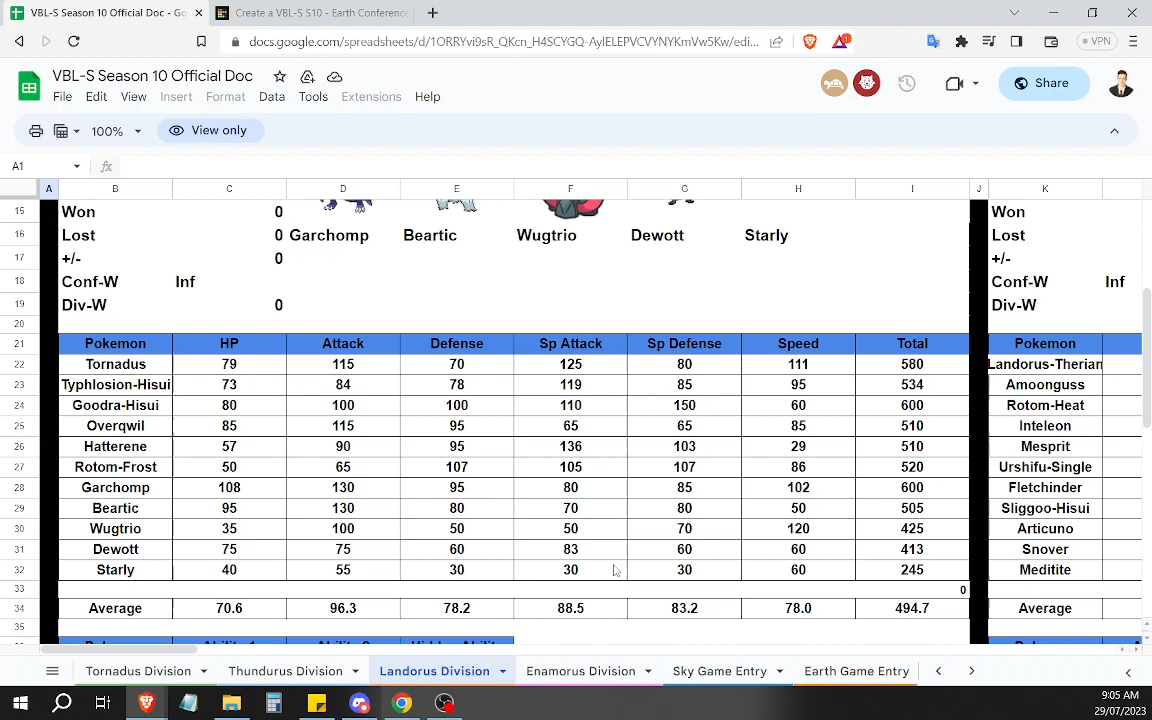 VBL-S Season 10 Official Doc - Go
Create a VBL-S S10 - Earth Conference
docs.google.com/spreadsheets/d/1ORRYvi9sR_QKcn_H4SCYGQ-AylELEPVCVYNYKmVw5Kw/edi...
VPN
VBL-S Season 10 Official Doc
File Edit View Insert Format Data Tools Extensions Help
Share
100% View only
A1 fx
A B C D E F G H I J K
15 Won 0 Won
16 Lost 0 Garchomp Beartic Wugtrio Dewott Starly Lost
17 +/- 0 +/-
18 Conf-W Inf Conf-W Inf
19 Div-W 0 Div-W
20
21 Pokemon HP Attack Defense Sp Attack Sp Defense Speed Total Pokemon
22 Tornadus 79 115 70 125 80 111 580 Landorus-Therian
23 Typhlosion-Hisui 73 84 78 119 85 95 534 Amoonguss
24 Goodra-Hisui 80 100 100 110 150 60 600 Rotom-Heat
25 Overqwil 85 115 95 65 65 85 510 Inteleon
26 Hatterene 57 90 95 136 103 29 510 Mesprit
27 Rotom-Frost 50 65 107 105 107 86 520 Urshifu-Single
28 Garchomp 108 130 95 80 85 102 600 Fletchinder
29 Beartic 95 130 80 70 80 50 505 Sliggoo-Hisui
30 Wugtrio 35 100 50 50 70 120 425 Articuno
31 Dewott 75 75 60 83 60 60 413 Snover
32 Starly 40 55 30 30 30 60 245 Meditite
33 0
34 Average 70.6 96.3 78.2 88.5 83.2 78.0 494.7 Average
35
Tornadus Division Thundurus Division Landorus Division Enamorus Division Sky Game Entry Earth Game Entry
9:05 AM
29/07/2023